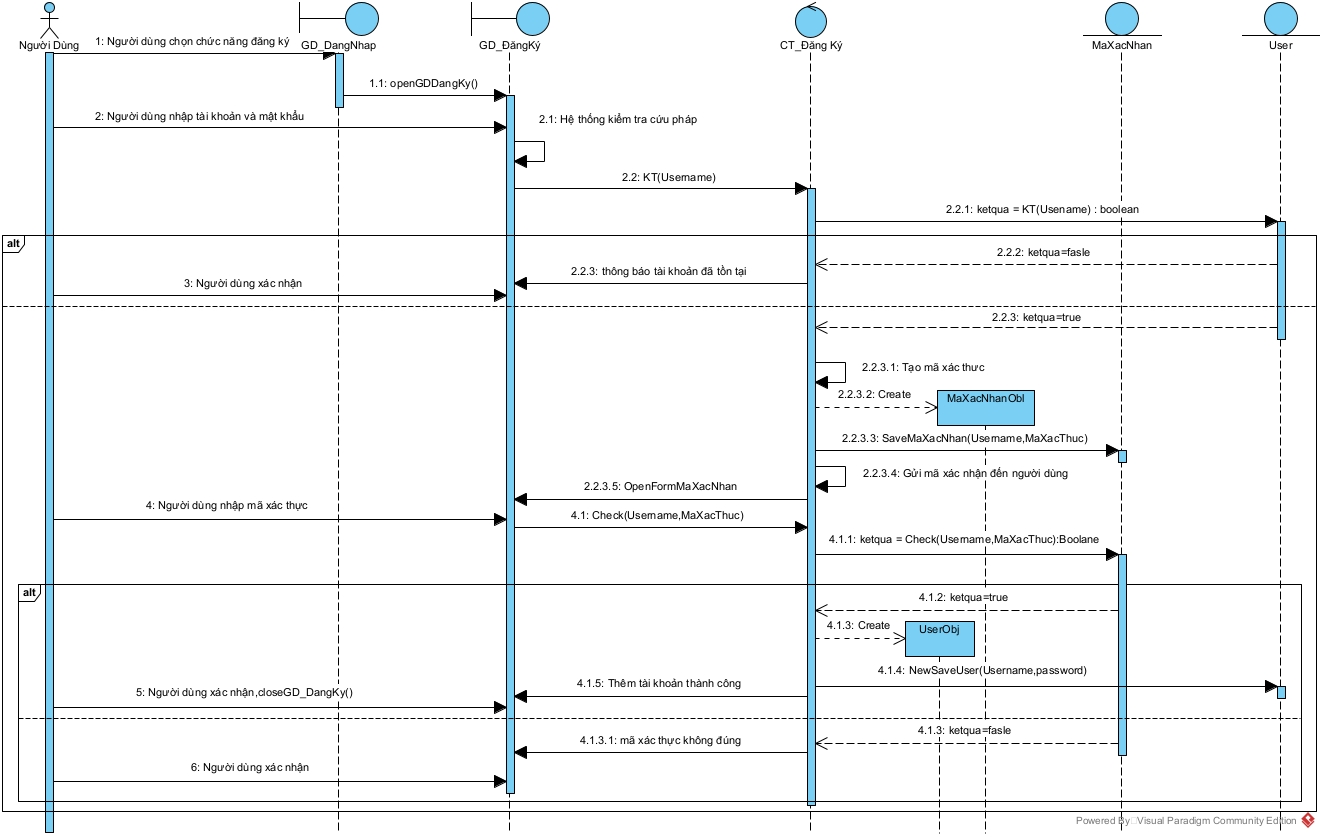 Người Dùng
GD_DangNhap
GD_ĐăngKý
CT_Đăng Ký
MaXacNhan
User
1: Người dùng chọn chức năng đăng ký
1.1: openGDDangKy()
2: Người dùng nhập tài khoản và mật khẩu
2.1: Hệ thống kiểm tra cứu pháp
2.2: KT(Username)
2.2.1: ketqua = KT(Usename) : boolean
alt
2.2.2: ketqua=fasle
2.2.3: thông báo tài khoản đã tồn tại
3: Người dùng xác nhận
2.2.3: ketqua=true
2.2.3.1: Tạo mã xác thưc
2.2.3.2: Create
MaXacNhanObl
2.2.3.3: SaveMaXacNhan(Username,MaXacThuc)
2.2.3.4: Gửi mã xác nhận đến người dùng
2.2.3.5: OpenFormMaXacNhan
4: Người dùng nhập mã xác thực
4.1: Check(Username,MaXacThuc)
4.1.1: ketqua = Check(Username,MaXacThuc):Boolane
alt
4.1.2: ketqua=true
4.1.3: Create
UserObj
4.1.4: NewSaveUser(Username,password)
4.1.5: Thêm tài khoản thành công
5: Người dùng xác nhận,closeGD_DangKy()
4.1.3: ketqua=fasle
4.1.3.1: mã xác thực không đúng
6: Người dùng xác nhận
Powered By Visual Paradigm Community Edition